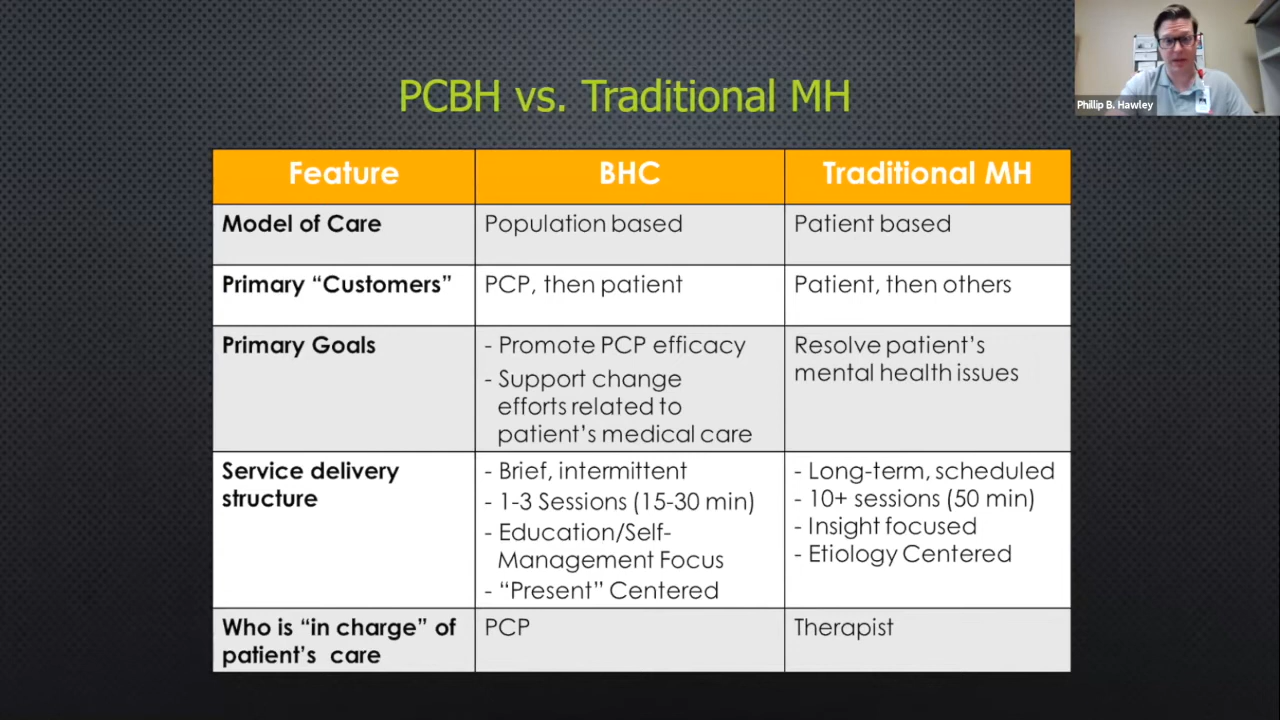 PCBH vs. Traditional MH
Phillip B. Hawley
Feature
BHC
Traditional MH
Model of Care
Population based
Patient based
Primary “Customers”
PCP, then patient
Patient, then others
Primary Goals
- Promote PCP efficacy
- Support change
efforts related to
patient’s medical care
Resolve patient’s
mental health issues
Service delivery
structure
- Brief, intermittent
- 1-3 Sessions (15-30 min)
- Education/Self-
Management Focus
- “Present” Centered
- Long-term, scheduled
- 10+ sessions (50 min)
- Insight focused
- Etiology Centered
Who is “in charge” of
patient’s care
PCP
Therapist